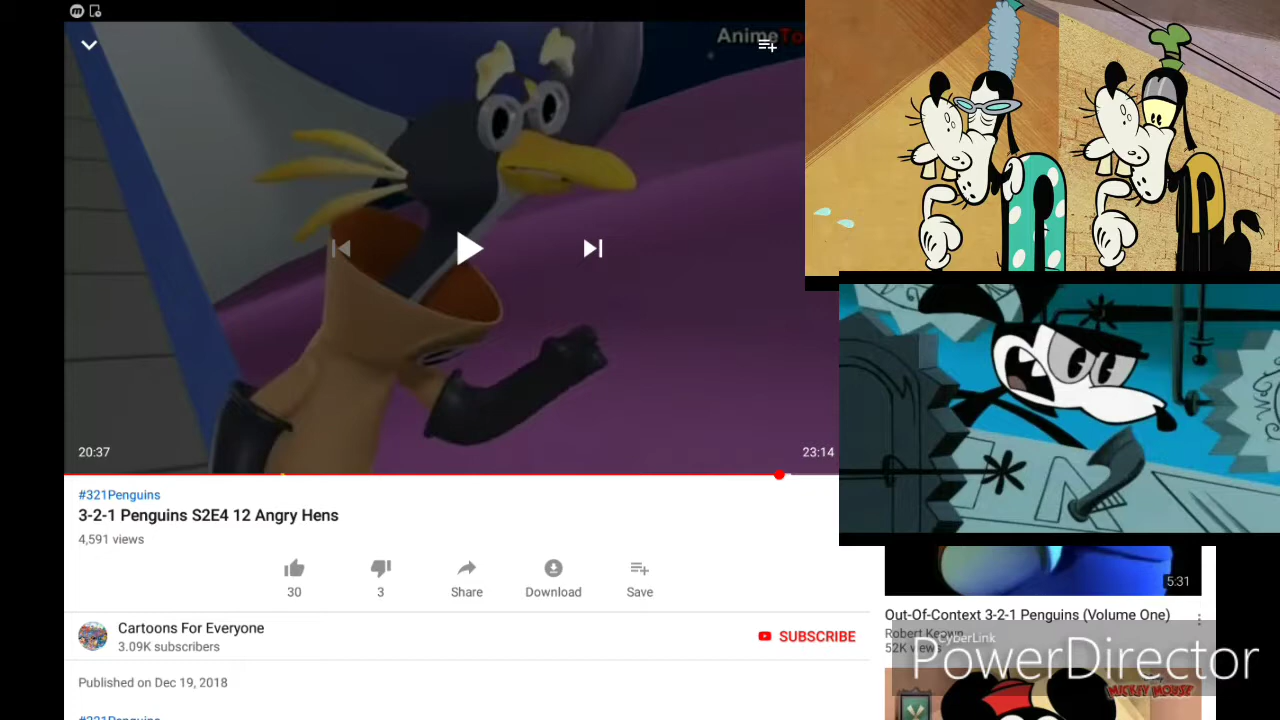 Anime
20:37
23:14
#321Penguins
3-2-1 Penguins S2E4 12 Angry Hens
4,591 views
30
3
Share
Download
Save
Cartoons For Everyone
3.09K subscribers
SUBSCRIBE
Published on Dec 19, 2018
#321Penguins
5:31
Out-Of-Context 3-2-1 Penguins (Volume One)
Robert Keown
52K views
CyberLink
PowerDirector
MICKEY MOUSE